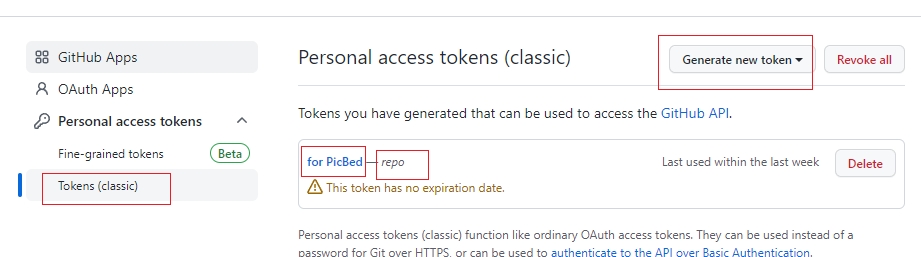 GitHub Apps
OAuth Apps
Personal access tokens
Fine-grained tokens Beta
Tokens (classic)
Personal access tokens (classic)
Generate new token
Revoke all
Tokens you have generated that can be used to access the GitHub API.
for PicBed — repo
Last used within the last week
Delete
This token has no expiration date.
Personal access tokens (classic) function like ordinary OAuth access tokens. They can be used instead of a
password for Git over HTTPS, or can be used to authenticate to the API over Basic Authentication.